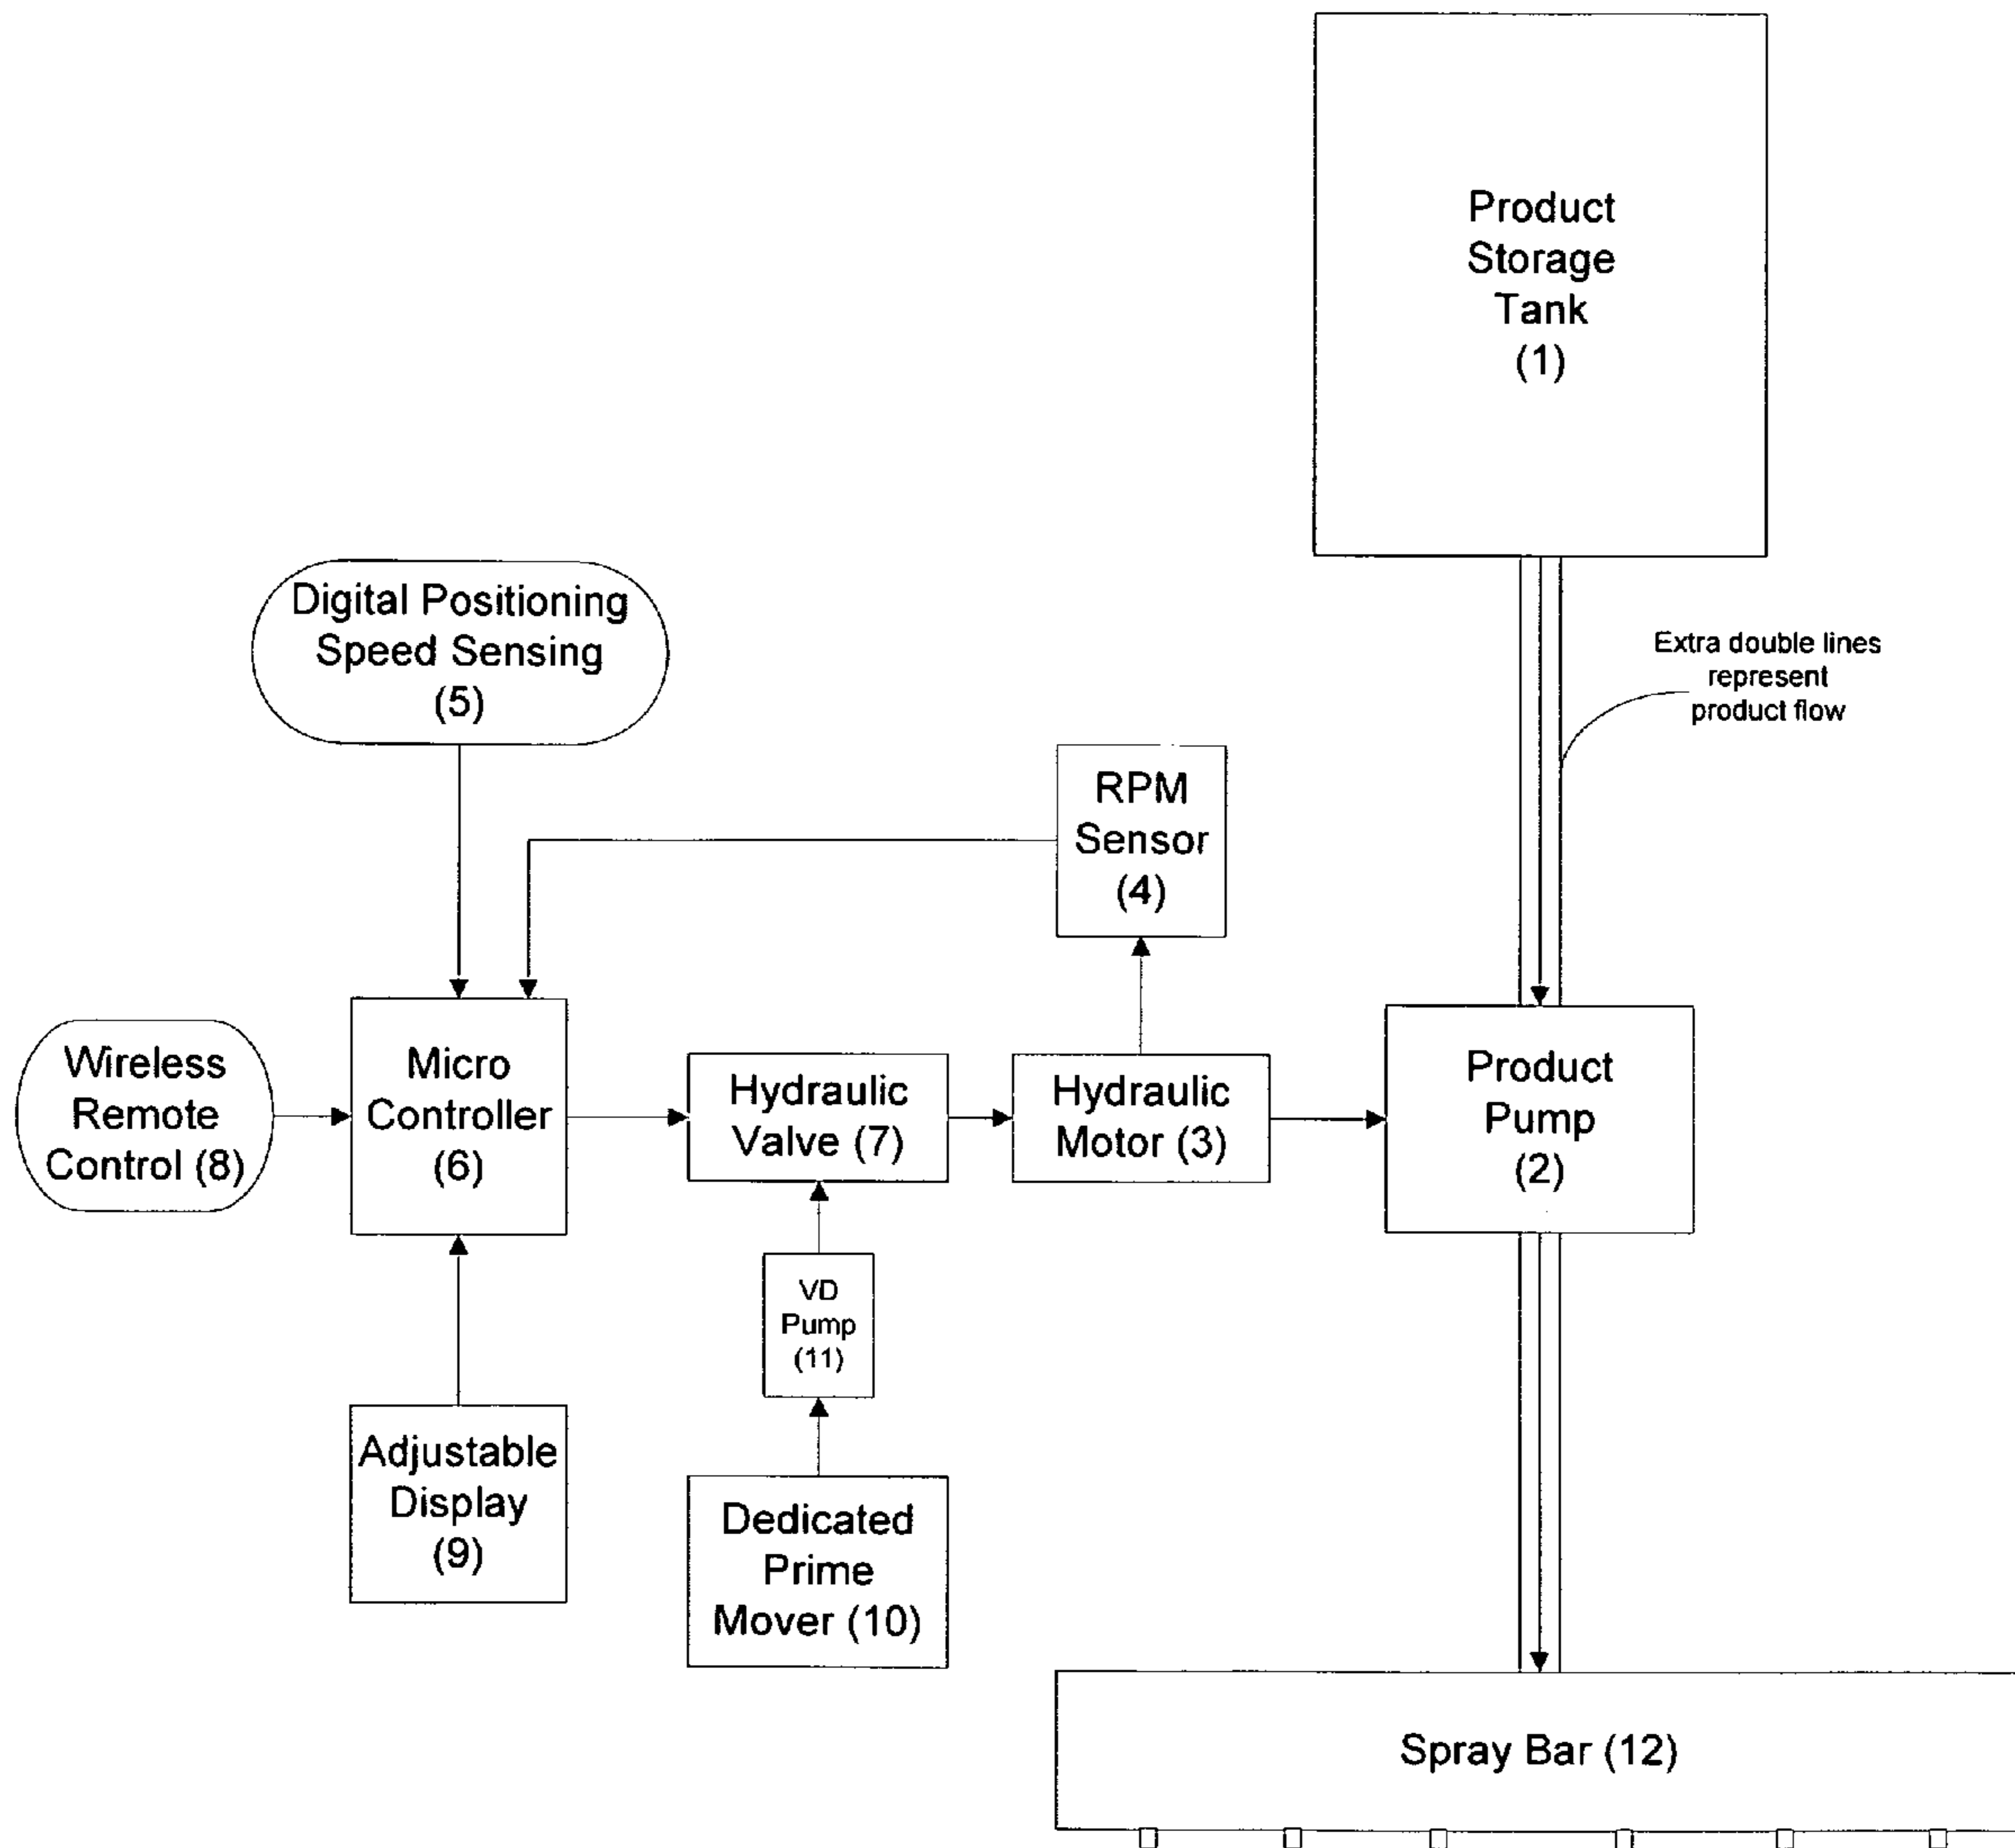 Product
Storage
Tank
(1)
Digital Positioning
Speed Sensing
(5)
Extra double lines
represent
product flow
RPM
Sensor
(4)
Wireless
Remote
Control (8)
Micro
Controller
(6)
Hydraulic
Valve (7)
Hydraulic
Motor (3)
Product
Pump
(2)
VD
Pump
(11)
Adjustable
Display
(9)
Dedicated
Prime
Mover (10)
Spray Bar (12)